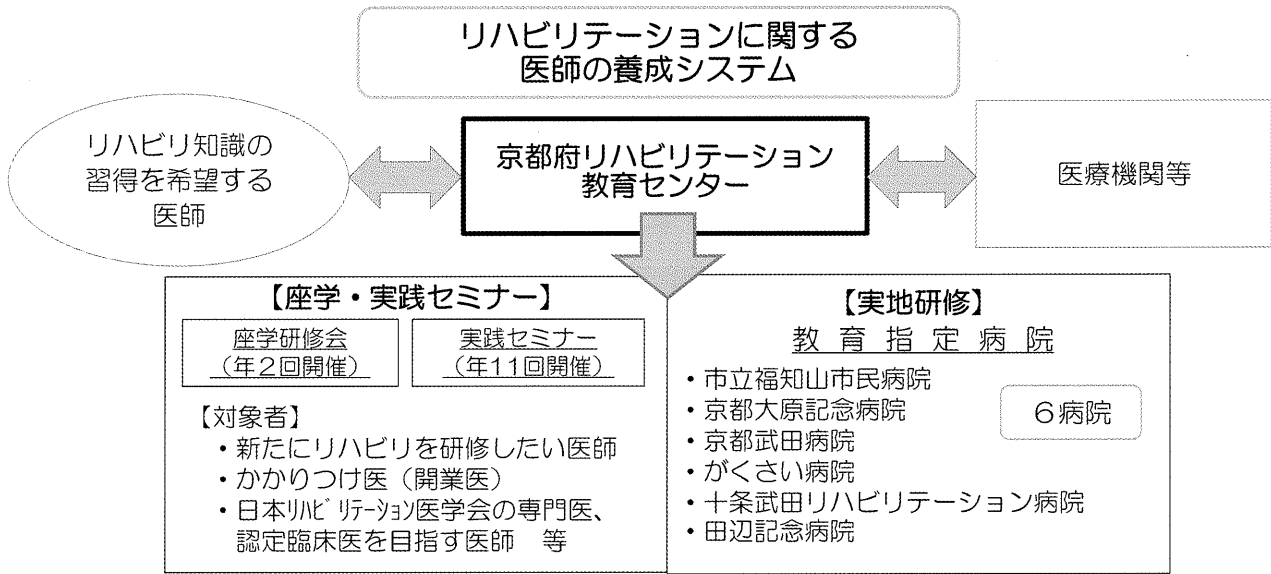 リハビリテーションに関する
医師の養成システム
リハビリ知識の
習得を希望する
医師
京都府リハビリテーション
教育センター
医療機関等
【座学・実践セミナー】
座学研修会
(年2回開催)
実践セミナー
(年11回開催)
【対象者】
・新たにリハビリを研修したい医師
・かかりつけ医(開業医)
・日本ﾘﾊﾋﾞﾘﾃｰｼｮﾝ医学会の専門医、
認定臨床医を目指す医師 等
【実地研修】
教 育 指 定 病 院
・市立福知山市民病院
・京都大原記念病院
・京都武田病院
・がくさい病院
・十条武田リハビリテーション病院
・田辺記念病院
6病院